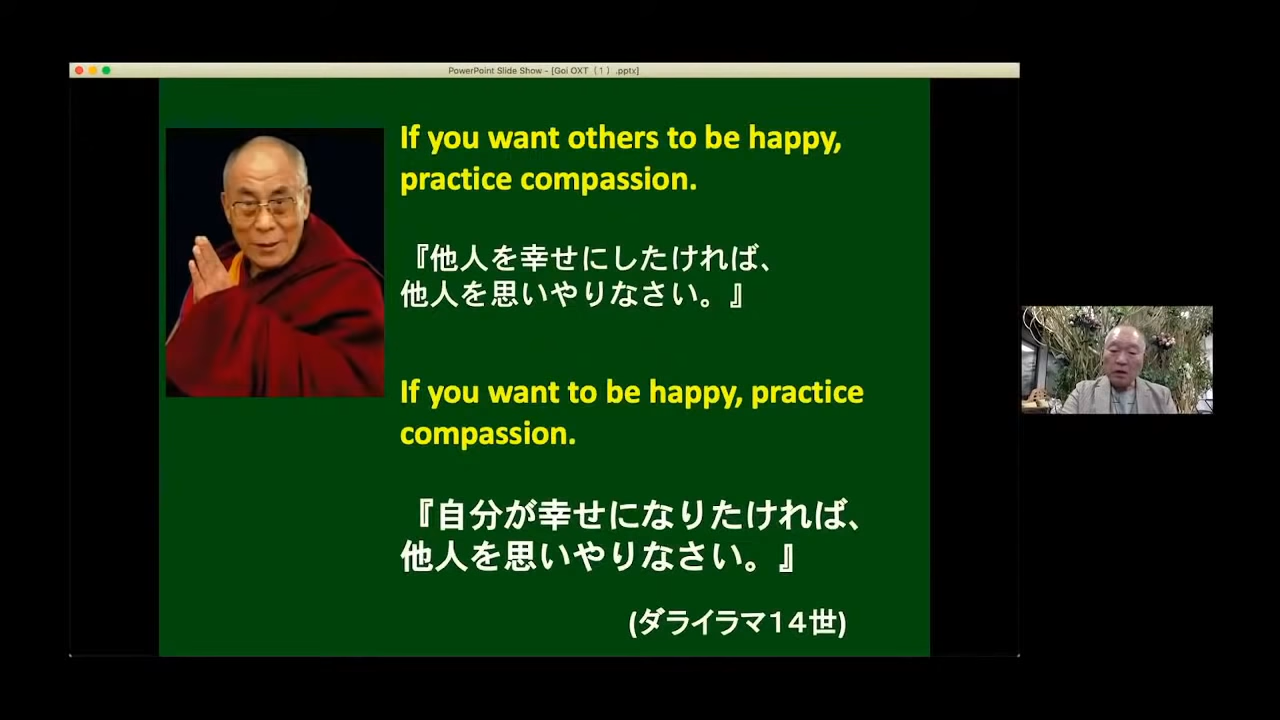 PowerPoint Slide Show - [Goi OXT（１）.pptx]
If you want others to be happy,
practice compassion.
『他人を幸せにしたければ、
他人を思いやりなさい。』
If you want to be happy, practice
compassion.
『自分が幸せになりたければ、
他人を思いやりなさい。』
(ダライラマ１４世)